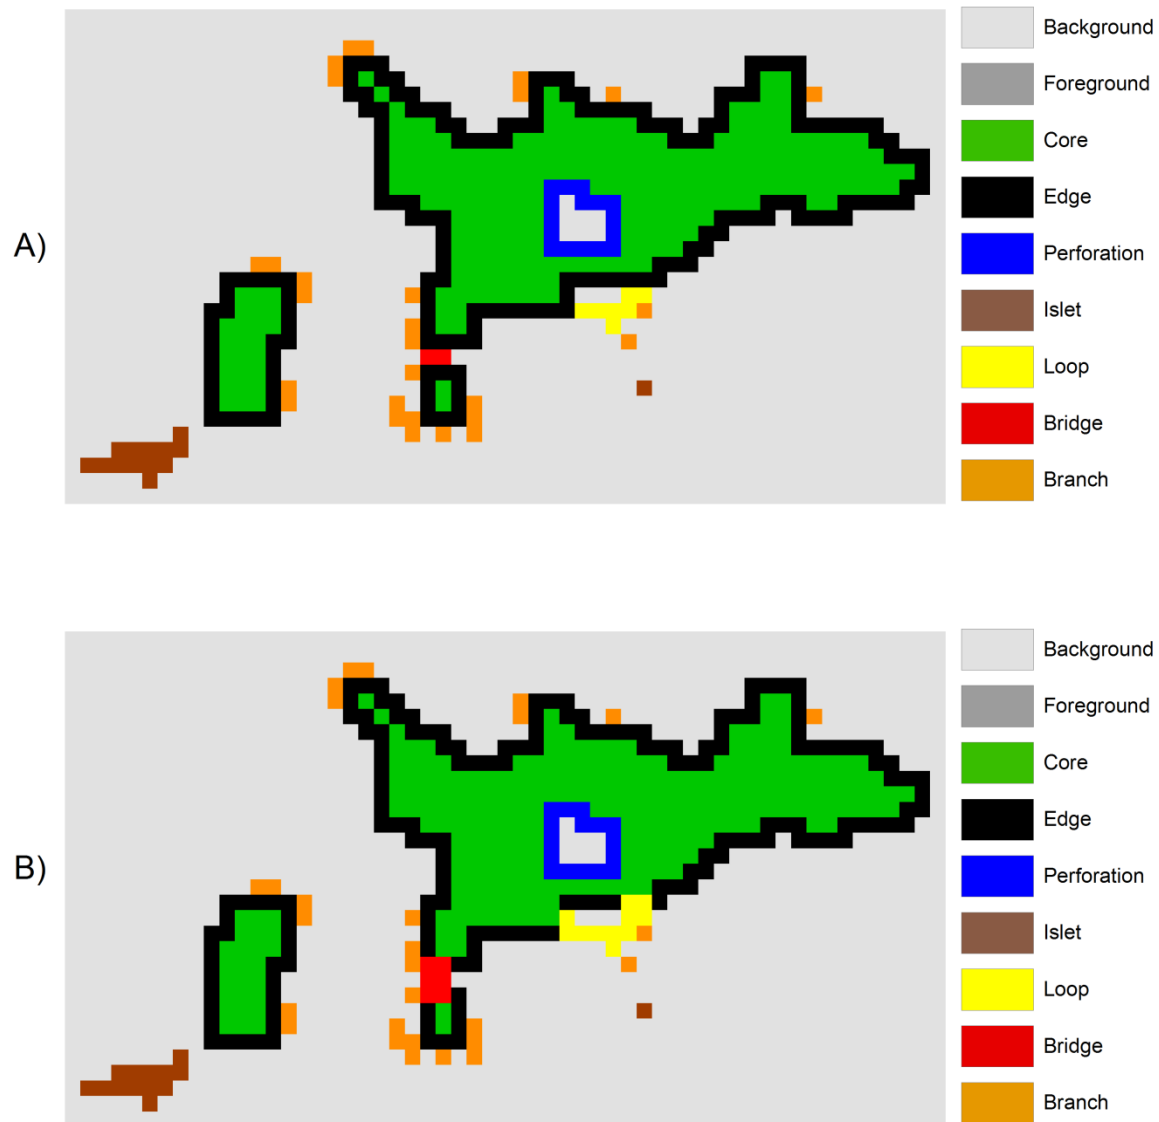 A)
Background
Foreground
Core
Edge
Perforation
Islet
Loop
Bridge
Branch
B)
Background
Foreground
Core
Edge
Perforation
Islet
Loop
Bridge
Branch